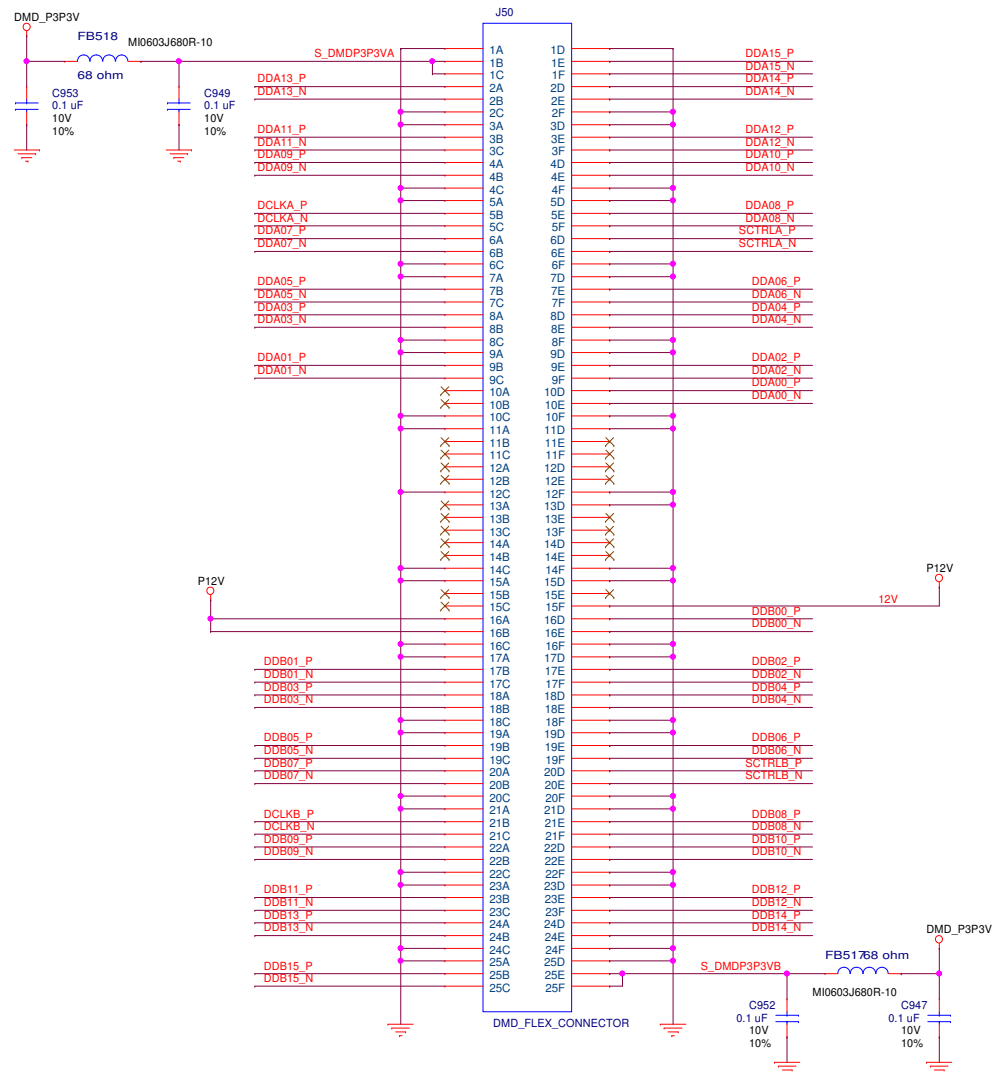 J50
DMD_P3P3V
FB518
MI0603J680R-10
68 ohm
S_DMDP3P3VA
C953
0.1 uF
10V
10%
C949
0.1 uF
10V
10%
1A 1D
1B 1E DDA15_P
1C 1F DDA15_N
DDA13_P 2A 2D DDA14_P
DDA13_N 2B 2E DDA14_N
2C 2F
3A 3D
DDA11_P 3B 3E DDA12_P
DDA11_N 3C 3F DDA12_N
DDA09_P 4A 4D DDA10_P
DDA09_N 4B 4E DDA10_N
4C 4F
5A 5D
DCLKA_P 5B 5E DDA08_P
DCLKA_N 5C 5F DDA08_N
DDA07_P 6A 6D SCTRLA_P
DDA07_N 6B 6E SCTRLA_N
6C 6F
7A 7D
DDA05_P 7B 7E DDA06_P
DDA05_N 7C 7F DDA06_N
DDA03_P 8A 8D DDA04_P
DDA03_N 8B 8E DDA04_N
8C 8F
9A 9D
DDA01_P 9B 9E DDA02_P
DDA01_N 9C 9F DDA02_N
10A 10D DDA00_P
10B 10E DDA00_N
10C 10F
11A 11D
11B 11E
11C 11F
12A 12D
12B 12E
12C 12F
13A 13D
13B 13E
13C 13F
14A 14D
14B 14E
14C 14F
15A 15D
P12V 15B 15E P12V
15C 15F 12V
16A 16D DDB00_P
16B 16E DDB00_N
16C 16F
17A 17D
DDB01_P 17B 17E DDB02_P
DDB01_N 17C 17F DDB02_N
DDB03_P 18A 18D DDB04_P
DDB03_N 18B 18E DDB04_N
18C 18F
19A 19D
DDB05_P 19B 19E DDB06_P
DDB05_N 19C 19F DDB06_N
DDB07_P 20A 20D SCTRLB_P
DDB07_N 20B 20E SCTRLB_N
20C 20F
21A 21D
DCLKB_P 21B 21E DDB08_P
DCLKB_N 21C 21F DDB08_N
DDB09_P 22A 22D DDB10_P
DDB09_N 22B 22E DDB10_N
22C 22F
23A 23D
DDB11_P 23B 23E DDB12_P
DDB11_N 23C 23F DDB12_N
DDB13_P 24A 24D DDB14_P
DDB13_N 24B 24E DDB14_N
24C 24F
25A 25D
DDB15_P 25B 25E S_DMDP3P3VB
DDB15_N 25C 25F
DMD_P3P3V
FB517 68 ohm
MI0603J680R-10
C952
0.1 uF
10V
10%
C947
0.1 uF
10V
10%
DMD_FLEX_CONNECTOR